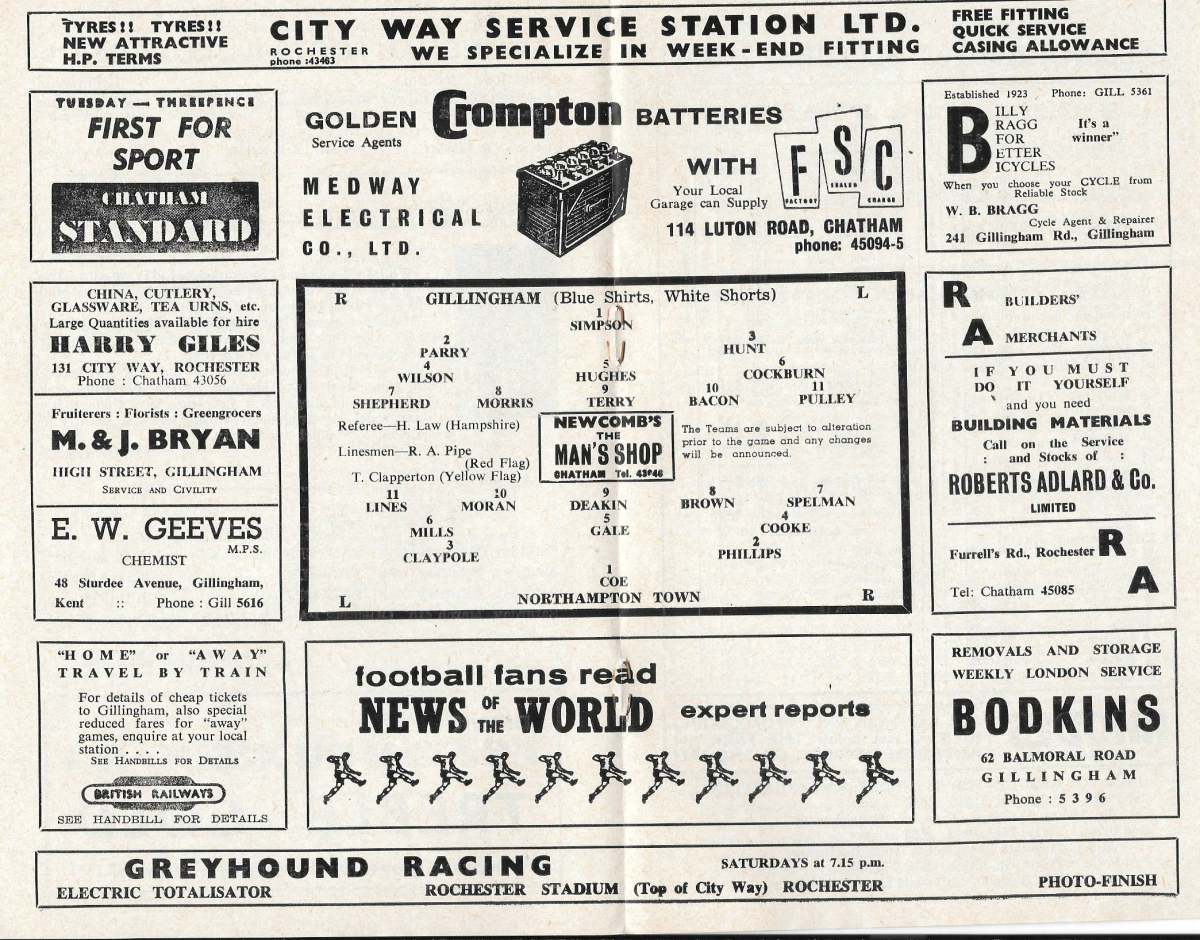 TYRES!! TYRES!!
NEW ATTRACTIVE
H.P. TERMS
CITY WAY SERVICE STATION LTD.
ROCHESTER
phone :43463
WE SPECIALIZE IN WEEK-END FITTING
FREE FITTING
QUICK SERVICE
CASING ALLOWANCE
TUESDAY — THREEPENCE
FIRST FOR
SPORT
CHATHAM
STANDARD
GOLDEN Crompton BATTERIES
Service Agents
MEDWAY
ELECTRICAL
CO., LTD.
WITH
Your Local
Garage can Supply
F S C
FACTORY SEALED CHARGE
114 LUTON ROAD, CHATHAM
phone: 45094-5
Established 1923 Phone: GILL 5361
BILLY
RAGG
FOR
ETTER
ICYCLES
It's a
winner"
When you choose your CYCLE from
Reliable Stock
W. B. BRAGG
Cycle Agent & Repairer
241 Gillingham Rd., Gillingham
CHINA, CUTLERY,
GLASSWARE, TEA URNS, etc.
Large Quantities available for hire
HARRY GILES
131 CITY WAY, ROCHESTER
Phone : Chatham 43056
Fruiterers : Florists : Greengrocers
M. & J. BRYAN
HIGH STREET, GILLINGHAM
SERVICE AND CIVILITY
E. W. GEEVES
M.P.S.
CHEMIST
48 Sturdee Avenue, Gillingham,
Kent :: Phone : Gill 5616
R GILLINGHAM (Blue Shirts, White Shorts) L
1
SIMPSON
2 3
PARRY HUNT
4 5 6
WILSON HUGHES COCKBURN
7 8 9 10 11
SHEPHERD MORRIS TERRY BACON PULLEY
Referee—H. Law (Hampshire)
Linesmen—R. A. Pipe
(Red Flag)
T. Clapperton (Yellow Flag)
NEWCOMB'S
THE
MAN'S SHOP
CHATHAM Tel. 43746
The Teams are subject to alteration
prior to the game and any changes
will be announced.
11 10 9 8 7
LINES MORAN DEAKIN BROWN SPELMAN
6 5 4
MILLS GALE COOKE
3 2
CLAYPOLE PHILLIPS
1
COE
L NORTHAMPTON TOWN R
R BUILDERS'
A MERCHANTS
IF YOU MUST
DO IT YOURSELF
and you need
BUILDING MATERIALS
Call on the Service
: and Stocks of :
ROBERTS ADLARD & Co.
LIMITED
Furrell's Rd., Rochester R
Tel: Chatham 45085 A
"HOME" or "AWAY"
TRAVEL BY TRAIN
For details of cheap tickets
to Gillingham, also special
reduced fares for "away"
games, enquire at your local
station . . . .
SEE HANDBILLS FOR DETAILS
BRITISH RAILWAYS
SEE HANDBILL FOR DETAILS
football fans read
NEWS OF THE WORLD expert reports
REMOVALS AND STORAGE
WEEKLY LONDON SERVICE
BODKINS
62 BALMORAL ROAD
GILLINGHAM
Phone : 5396
GREYHOUND RACING SATURDAYS at 7.15 p.m.
ELECTRIC TOTALISATOR ROCHESTER STADIUM (Top of City Way) ROCHESTER PHOTO-FINISH